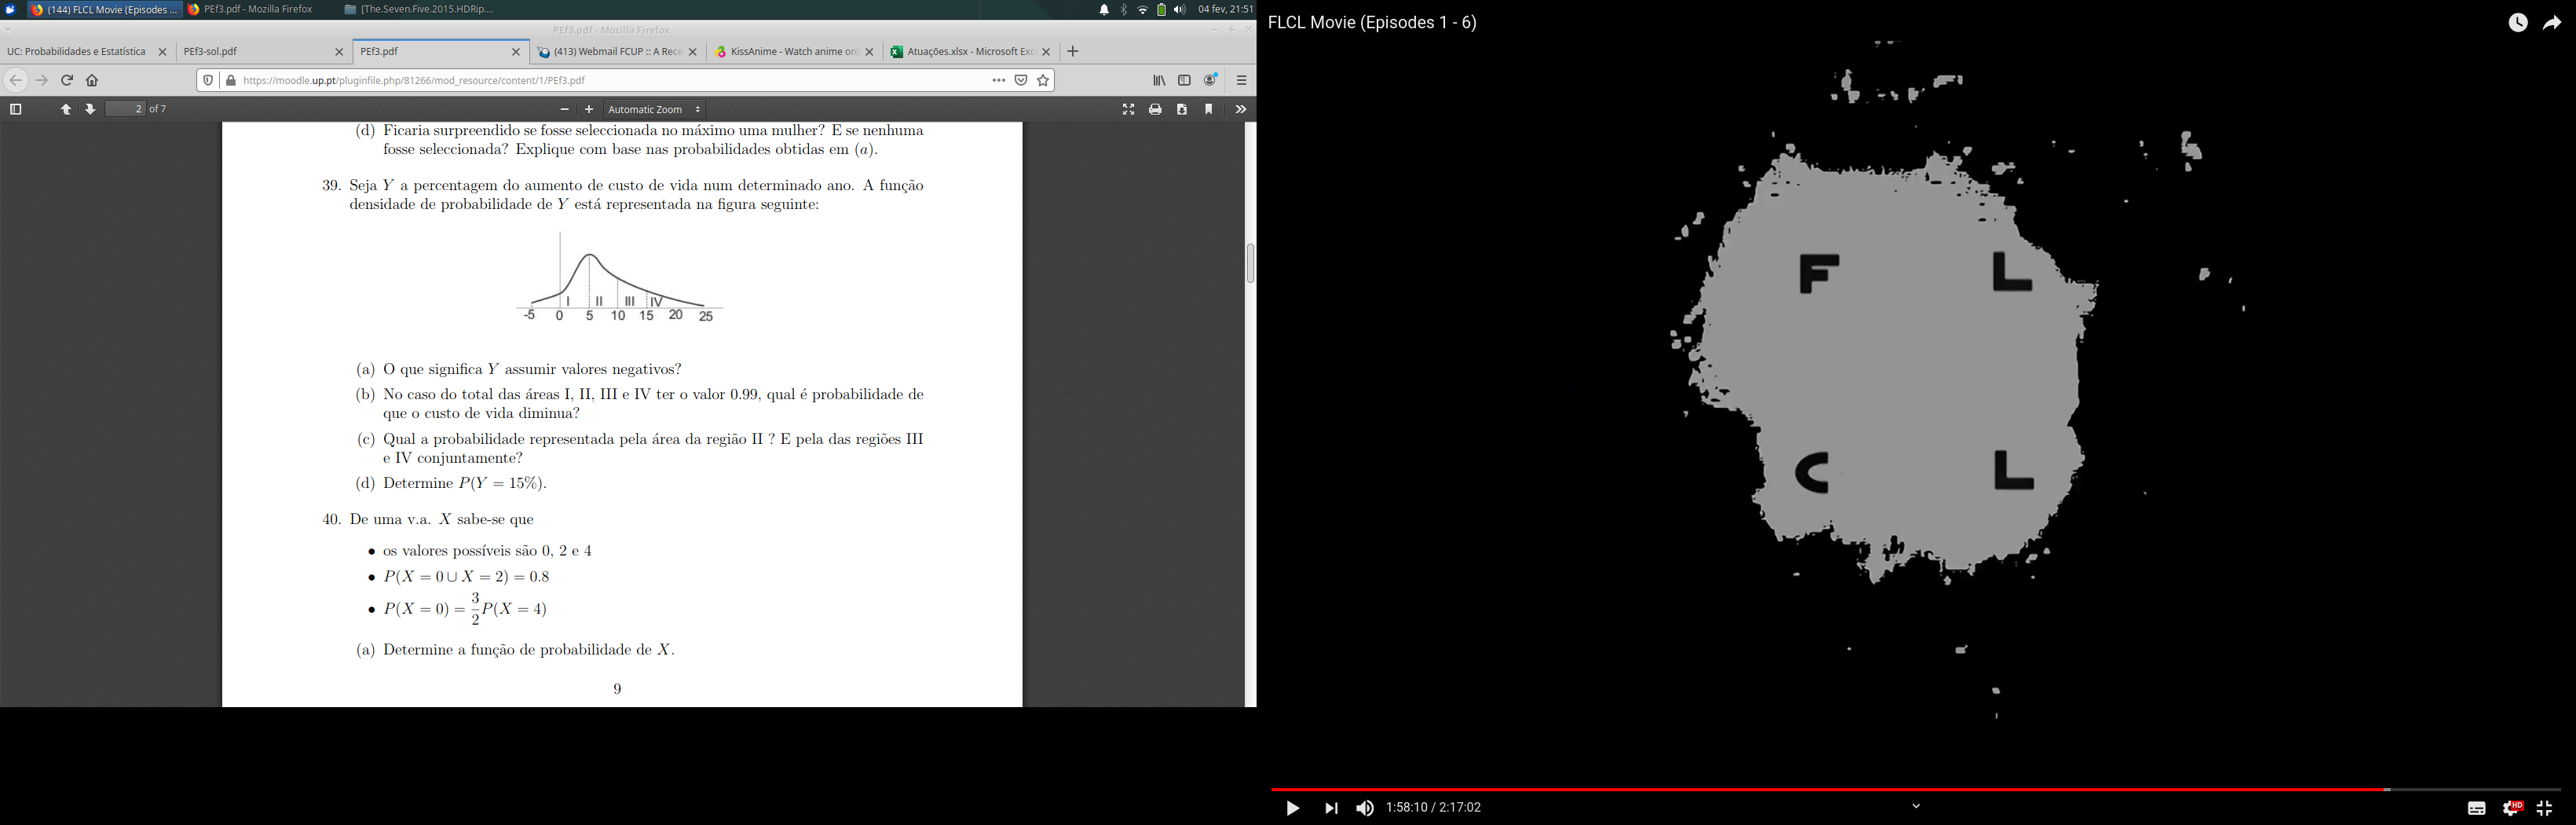 (144) FLCL Movie (Episodes ...
PEf3.pdf - Mozilla Firefox
[The.Seven.Five.2015.HDRip....
04 fev, 21:51
PEf3.pdf - Mozilla Firefox
UC: Probabilidades e Estatística
PEf3-sol.pdf
PEf3.pdf
(413) Webmail FCUP :: A Rece
KissAnime - Watch anime onl
Atuações.xlsx - Microsoft Exc
https://moodle.up.pt/pluginfile.php/81266/mod_resource/content/1/PEf3.pdf
2 of 7
Automatic Zoom
(d) Ficaria surpreendido se fosse seleccionada no máximo uma mulher? E se nenhuma
fosse seleccionada? Explique com base nas probabilidades obtidas em (a).
39. Seja Y a percentagem do aumento de custo de vida num determinado ano. A função
densidade de probabilidade de Y está representada na figura seguinte:
I II III IV
-5 0 5 10 15 20 25
(a) O que significa Y assumir valores negativos?
(b) No caso do total das áreas I, II, III e IV ter o valor 0.99, qual é probabilidade de
que o custo de vida diminua?
(c) Qual a probabilidade representada pela área da região II ? E pela das regiões III
e IV conjuntamente?
(d) Determine P(Y = 15%).
40. De uma v.a. X sabe-se que
• os valores possíveis são 0, 2 e 4
• P(X = 0 ∪ X = 2) = 0.8
• P(X = 0) = 3/2 P(X = 4)
(a) Determine a função de probabilidade de X.
9
FLCL Movie (Episodes 1 - 6)
F L
C L
1:58:10 / 2:17:02
HD